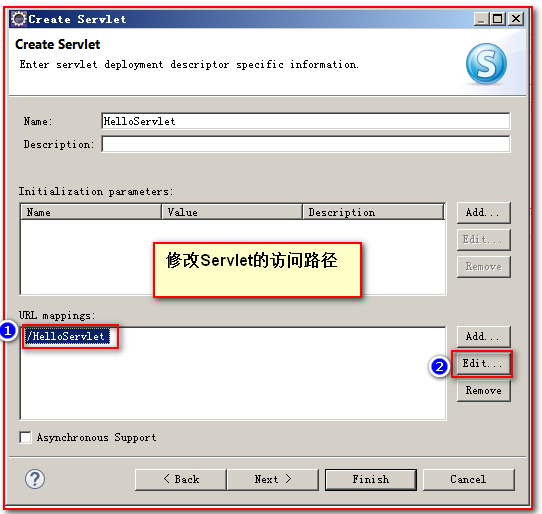 Create Servlet
Create Servlet
Enter servlet deployment descriptor specific information.
S
Name: HelloServlet
Description:
Initialization parameters:
Name Value Description
Add...
Edit...
Remove
修改Servlet的访问路径
URL mappings:
1 /HelloServlet
Add...
2 Edit...
Remove
Asynchronous Support
? < Back Next > Finish Cancel